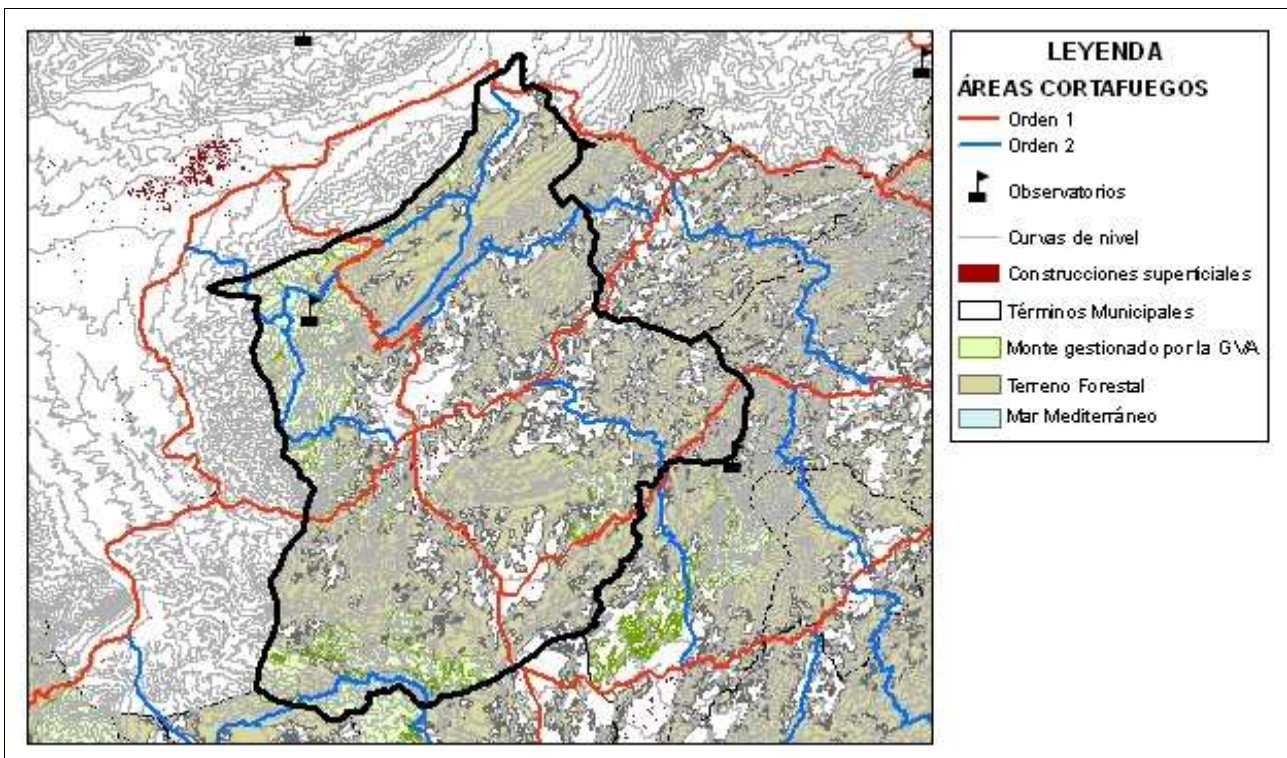 LEYENDA
ÁREAS CORTAFUEGOS
Orden 1
Orden 2
Observatorios
Curvas de nivel
Construcciones superficiales
Términos Municipales
Monte gestionado por la GVA
Terreno Forestal
Mar Mediterráneo